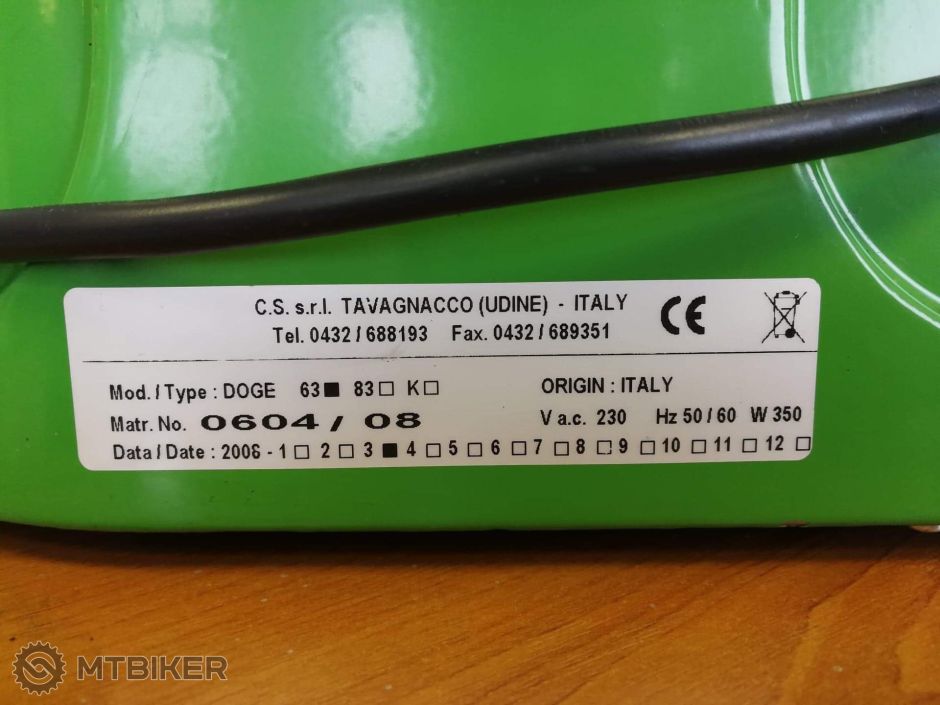 C.S. s.r.l. TAVAGNACCO (UDINE) - ITALY
Tel. 0432 / 688193 Fax. 0432 / 689351
CE
Mod. / Type : DOGE 63 ■ 83 □ K □ ORIGIN : ITALY
Matr. No. 0604 / 08 V a.c. 230 Hz 50 / 60 W 350
Data / Date : 2008 - 1 □ 2 □ 3 ■ 4 □ 5 □ 6 □ 7 □ 8 □ 9 □ 10 □ 11 □ 12 □
MTBIKER